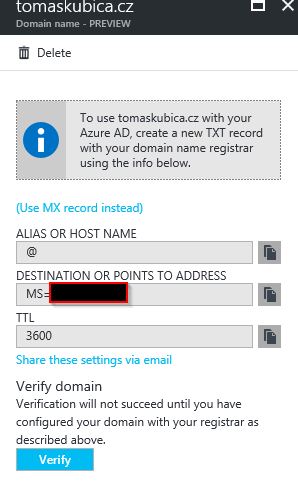 tomaskubica.cz
Domain name - PREVIEW
Delete
To use tomaskubica.cz with your
Azure AD, create a new TXT record
with your domain name registrar
using the info below.
(Use MX record instead)
ALIAS OR HOST NAME
@
DESTINATION OR POINTS TO ADDRESS
MS=
TTL
3600
Share these settings via email
Verify domain
Verification will not succeed until you have
configured your domain with your registrar as
described above.
Verify